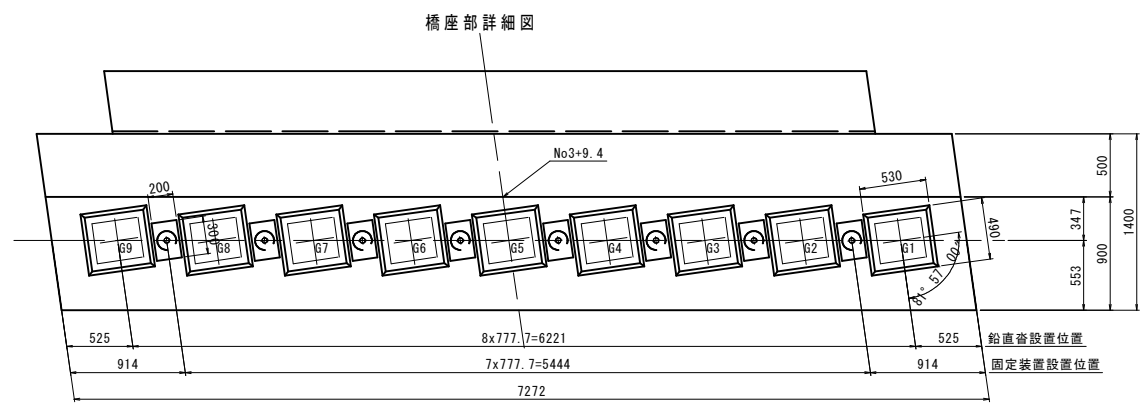 橋座部詳細図
No3+9.4
200
530
500
1400
300
347
490
900
G9
G8
G7
G6
G5
G4
G3
G2
G1
81° 57' 00"
553
525
8x777.7=6221
525
鉛直沓設置位置
914
7x777.7=5444
914
固定装置設置位置
7272